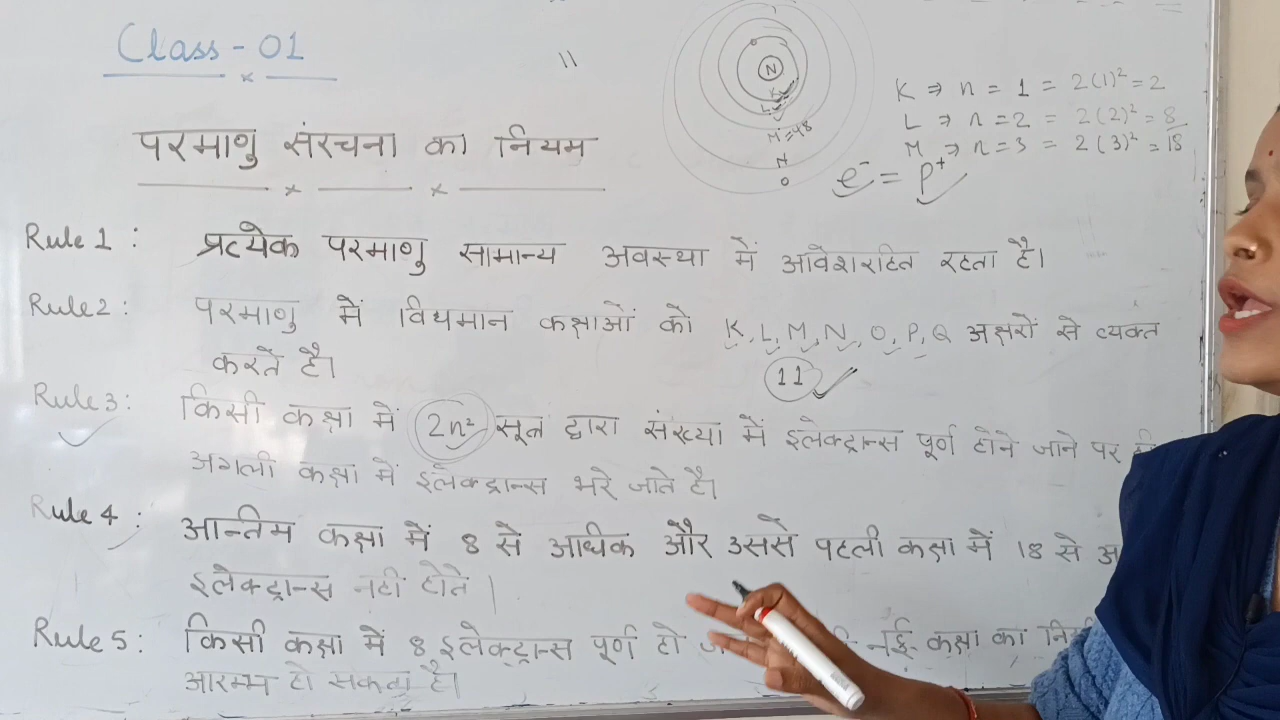 Class - 01
11
N
K
L
M = 18
N
O
K ⇒ n = 1 = 2(1)² = 2
L ⇒ n = 2 = 2(2)² = 8
M ⇒ n = 3 = 2(3)² = 18
e⁻ = p⁺
परमाणु संरचना का नियम
Rule 1 : प्रत्येक परमाणु सामान्य अवस्था में आवेशरहित रहता है।
Rule 2 : परमाणु में विद्यमान कक्षाओं को K, L, M, N, O, P, Q अक्षरों से व्यक्त
करते है।
11
Rule 3 : किसी कक्षा में 2n² सूत्र द्वारा संख्या में इलेक्ट्रान्स पूर्ण होने जाने पर
अगली कक्षा में इलेक्ट्रान्स भरे जाते है।
Rule 4 : अन्तिम कक्षा में 8 से अधिक और उससे पहली कक्षा में 18 से अ
इलेक्ट्रान्स नहीं होते।
Rule 5 : किसी कक्षा में 8 इलेक्ट्रान्स पूर्ण हो नई कक्षा का
आरम्भ हो सकता है।